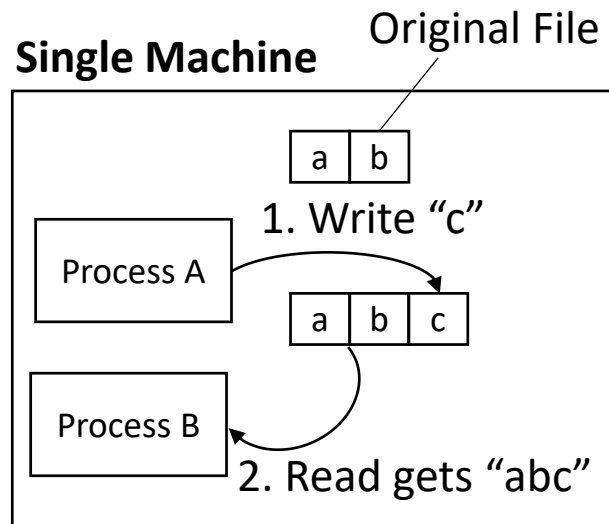 Original File
Single Machine
a b
1. Write “c”
Process A
a b c
Process B
2. Read gets “abc”